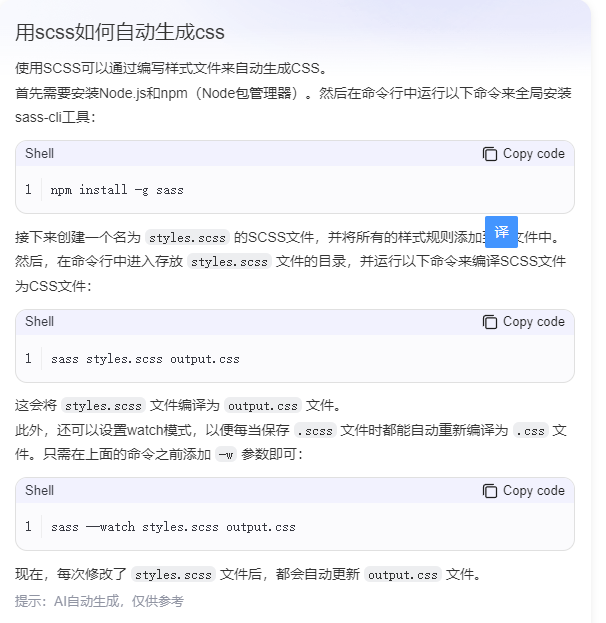 用scss如何自动生成css
使用SCSS可以通过编写样式文件来自动生成CSS。
首先需要安装Node.js和npm（Node包管理器）。然后在命令行中运行以下命令来全局安装
sass-cli工具：
Shell
Copy code
1 npm install -g sass
接下来创建一个名为 styles.scss 的SCSS文件，并将所有的样式规则添加 文件中。
译
然后，在命令行中进入存放 styles.scss 文件的目录，并运行以下命令来编译SCSS文件
为CSS文件：
Shell
Copy code
1 sass styles.scss output.css
这会将 styles.scss 文件编译为 output.css 文件。
此外，还可以设置watch模式，以便每当保存 .scss 文件时都能自动重新编译为 .css 文
件。只需在上面的命令之前添加 -w 参数即可：
Shell
Copy code
1 sass --watch styles.scss output.css
现在，每次修改了 styles.scss 文件后，都会自动更新 output.css 文件。
提示：AI自动生成，仅供参考